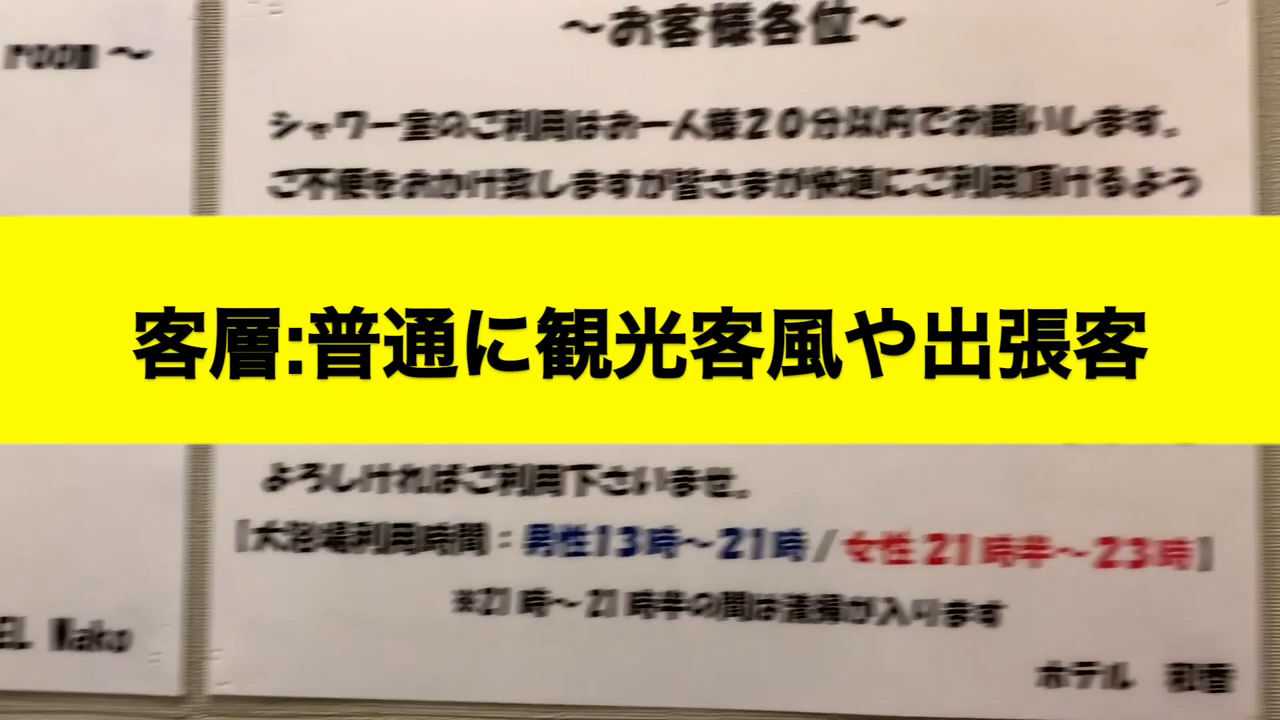 room～
～お客様各位～
シャワー室のご利用はお一人様２０分以内でお願いします。
ご不便をおかけ致しますが皆さまが快適にご利用頂けるよう
客層:普通に観光客風や出張客
よろしければご利用下さいませ。
[大浴場利用時間：男性13時～21時/女性21時半～23時]
※21時～21時半の間は清掃が入ります
EL Wako
ホテル 和香